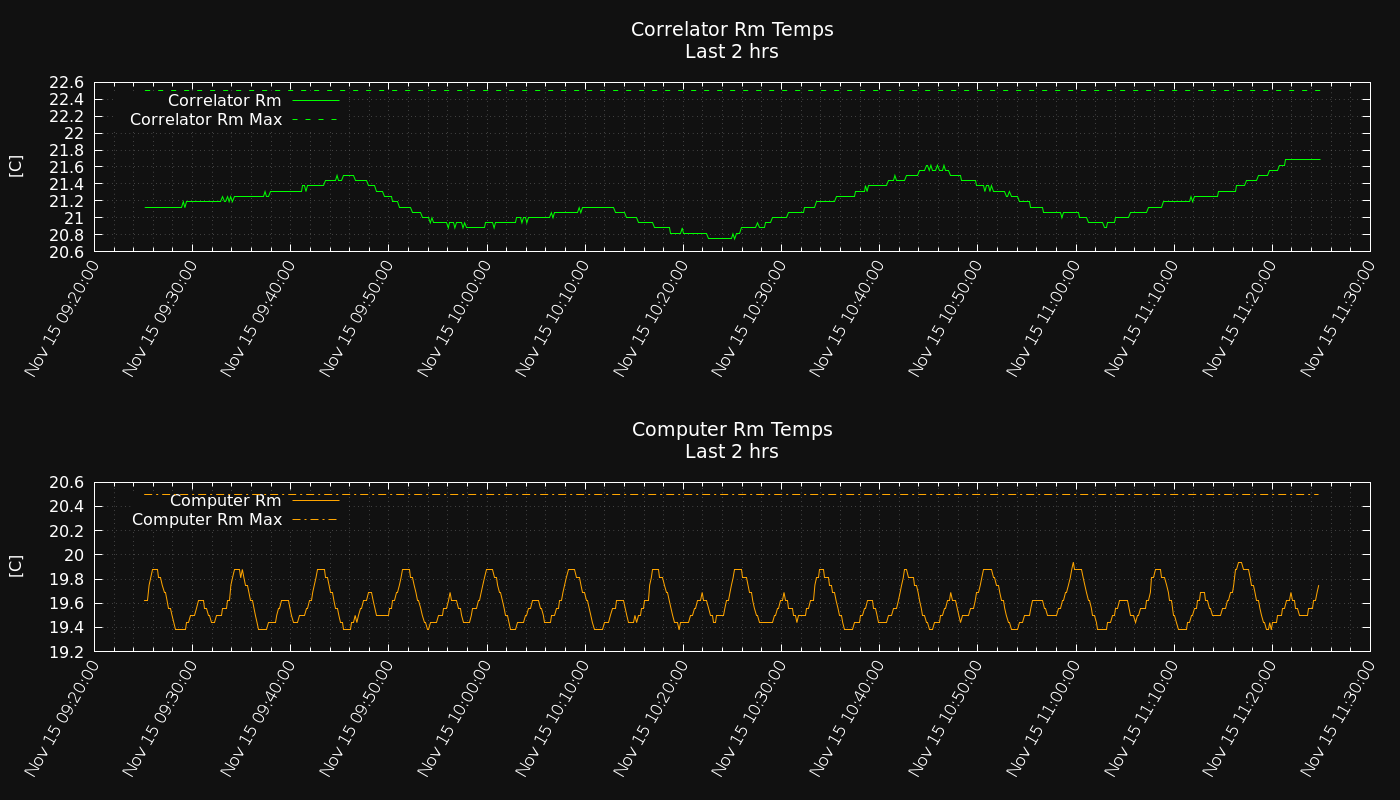 Correlator Rm Temps
Last 2 hrs
22.6
22.4
22.2
22
21.8
21.6
21.4
21.2
21
20.8
20.6
[C]
Correlator Rm
Correlator Rm Max
Nov 15 09:20:00
Nov 15 09:30:00
Nov 15 09:40:00
Nov 15 09:50:00
Nov 15 10:00:00
Nov 15 10:10:00
Nov 15 10:20:00
Nov 15 10:30:00
Nov 15 10:40:00
Nov 15 10:50:00
Nov 15 11:00:00
Nov 15 11:10:00
Nov 15 11:20:00
Nov 15 11:30:00
Computer Rm Temps
Last 2 hrs
20.6
20.4
20.2
20
19.8
19.6
19.4
19.2
[C]
Computer Rm
Computer Rm Max
Nov 15 09:20:00
Nov 15 09:30:00
Nov 15 09:40:00
Nov 15 09:50:00
Nov 15 10:00:00
Nov 15 10:10:00
Nov 15 10:20:00
Nov 15 10:30:00
Nov 15 10:40:00
Nov 15 10:50:00
Nov 15 11:00:00
Nov 15 11:10:00
Nov 15 11:20:00
Nov 15 11:30:00